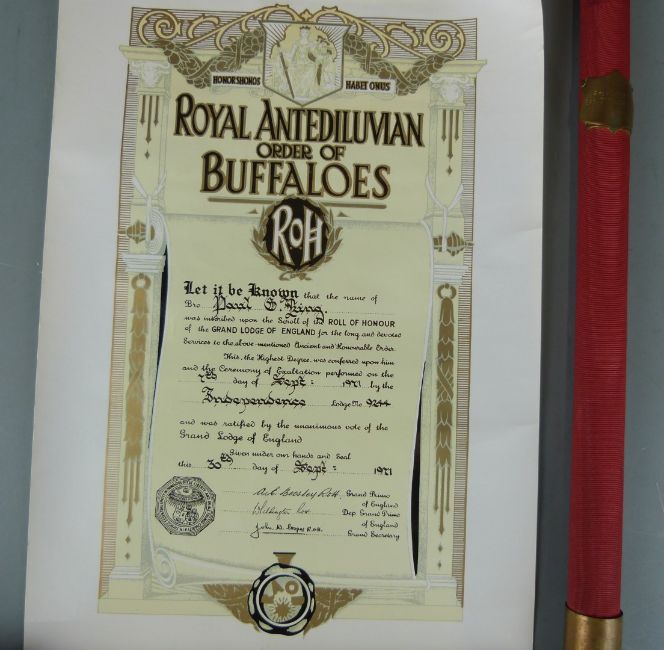 HONOR SHONOS HABET ONUS
ROYAL ANTEDILUVIAN
ORDER OF
BUFFALOES
ROH
Let it be Known that the name of
Bro. Paul
was inscribed upon the Scroll of the ROLL OF HONOUR
of the GRAND LODGE OF ENGLAND for the long and devoted
Services to the above-mentioned Ancient and Honourable Order.
This, the Highest Degree, was conferred upon him
and the Ceremony of Exaltation performed on the
7th day of Sept: 1971 by the
Independence Lodge No. 9244
and was ratified by the unanimous vote of the
Grand Lodge of England
Given under our hands and Seal
this 30th day of Sept: 1971
Grand Primo
of England
Dep. Grand Primo
of England
John Grand Secretary